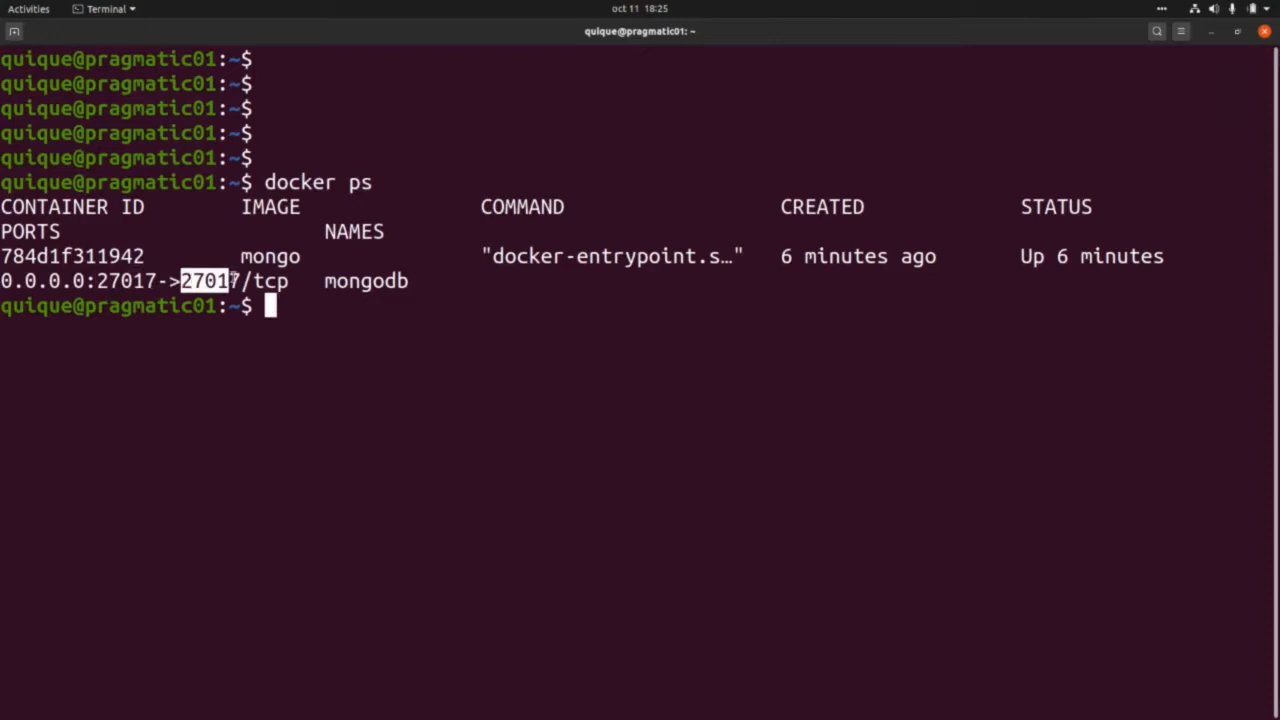 Activities Terminal oct 11 18:25
quique@pragmatic01: ~
quique@pragmatic01:~$
quique@pragmatic01:~$
quique@pragmatic01:~$
quique@pragmatic01:~$
quique@pragmatic01:~$
quique@pragmatic01:~$ docker ps
CONTAINER ID IMAGE COMMAND CREATED STATUS
PORTS NAMES
784d1f311942 mongo "docker-entrypoint.s…" 6 minutes ago Up 6 minutes
0.0.0.0:27017->27017/tcp mongodb
quique@pragmatic01:~$